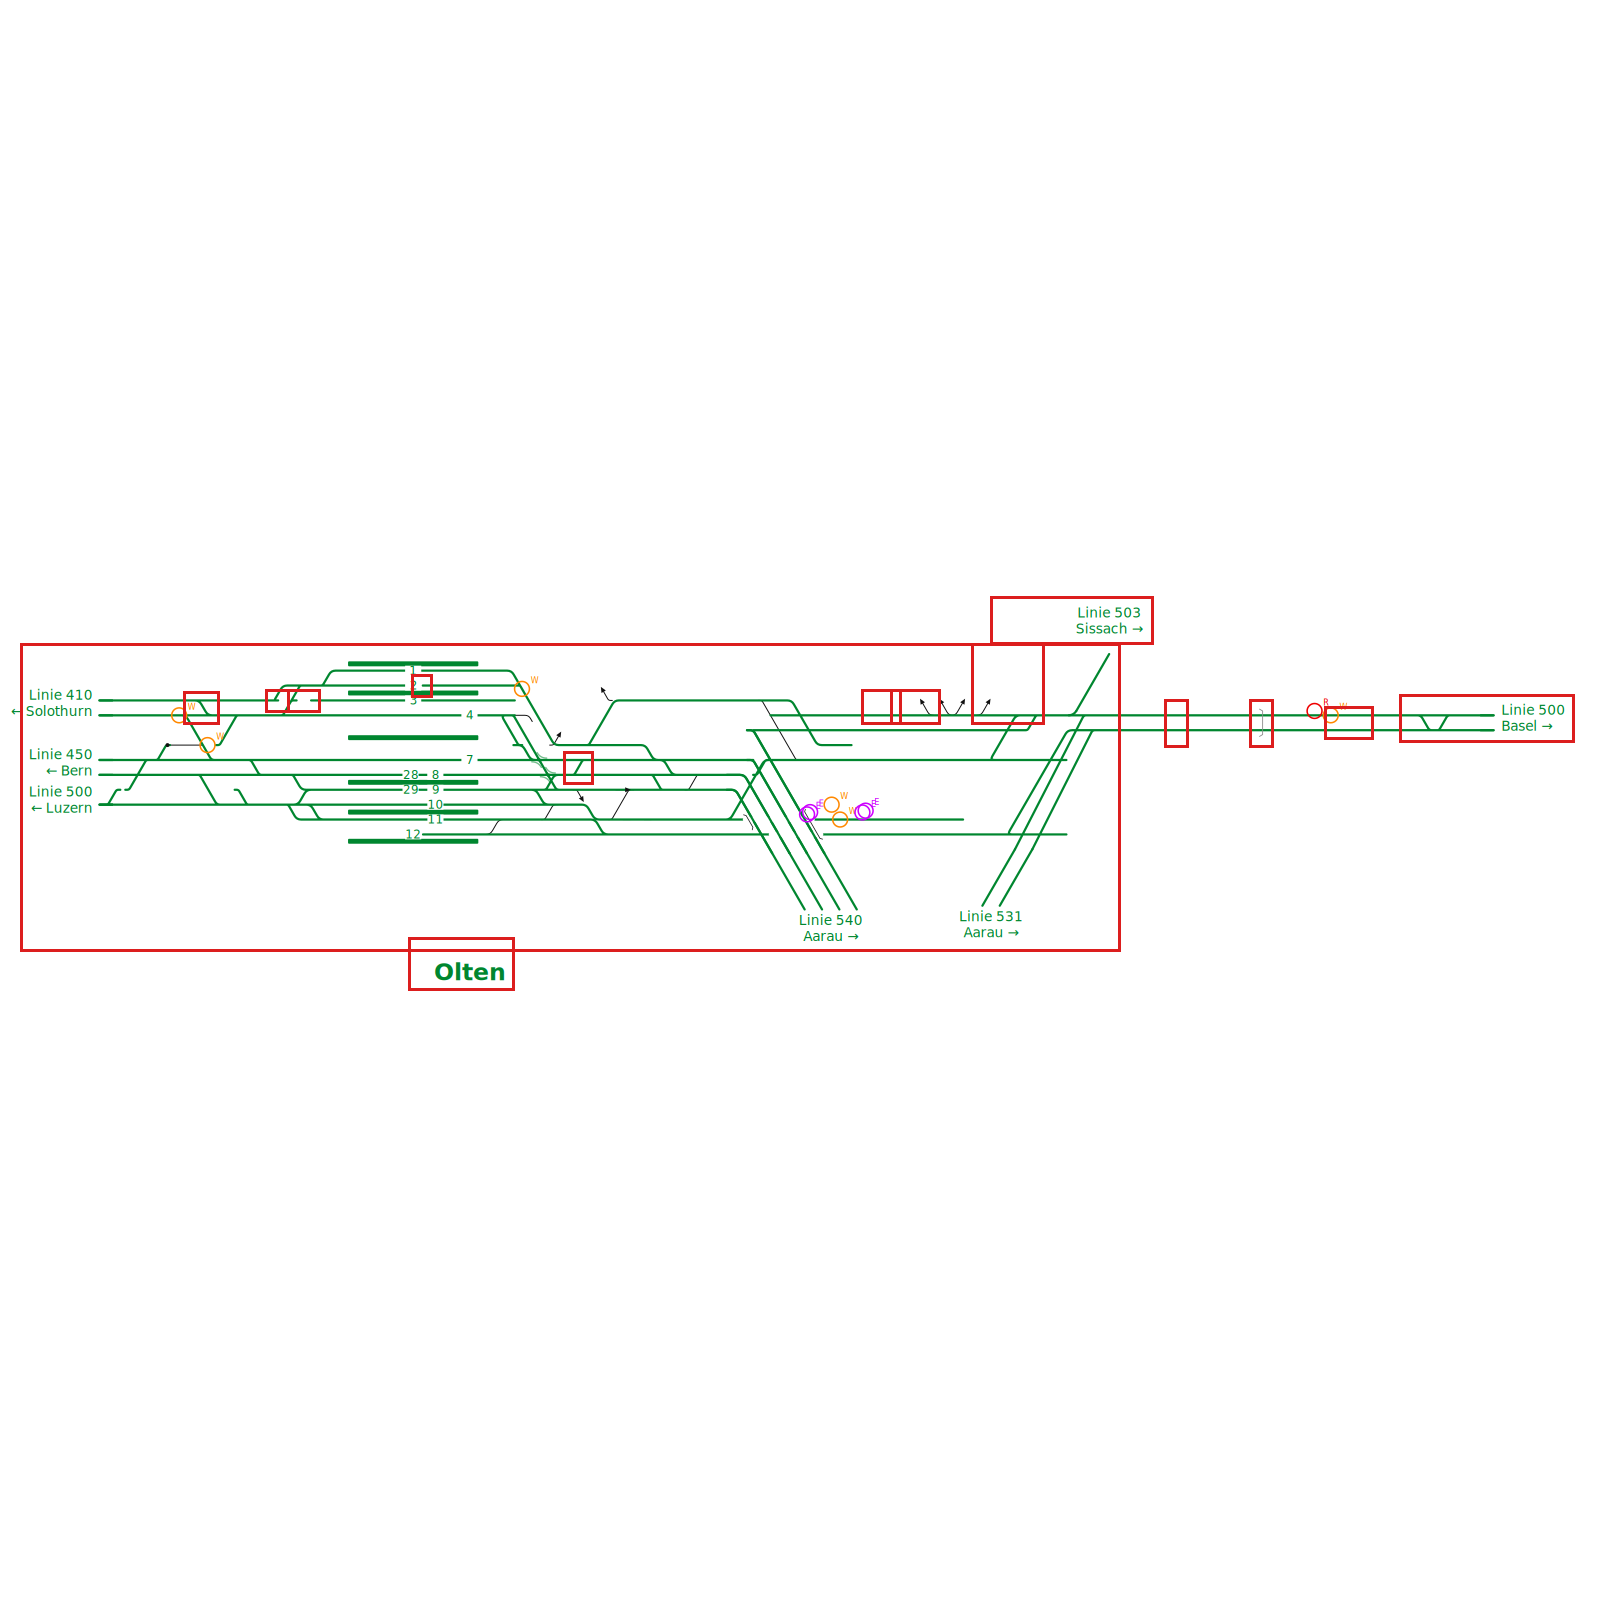 Linie 503
Sissach →
Linie 410
← Solothurn
1
2
3
4
W
W
W
W
R
Linie 500
Basel →
Linie 450
← Bern
7
28 8
29 9
Linie 500
← Luzern
10
11
12
E
W
W
E
Linie 540
Aarau →
Linie 531
Aarau →
Olten